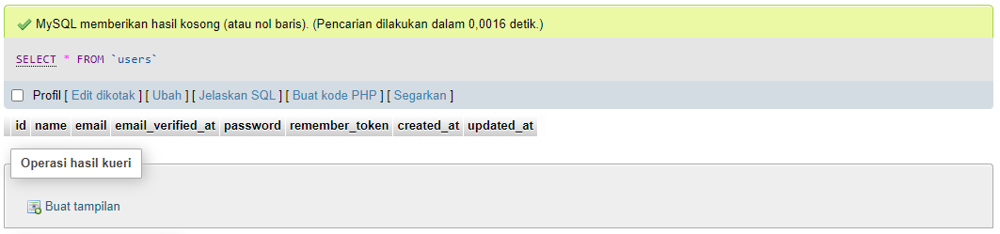 MySQL memberikan hasil kosong (atau nol baris). (Pencarian dilakukan dalam 0,0016 detik.)
SELECT * FROM `users`
Profil [ Edit dikotak ] [ Ubah ] [ Jelaskan SQL ] [ Buat kode PHP ] [ Segarkan ]
id name email email_verified_at password remember_token created_at updated_at
Operasi hasil kueri
Buat tampilan